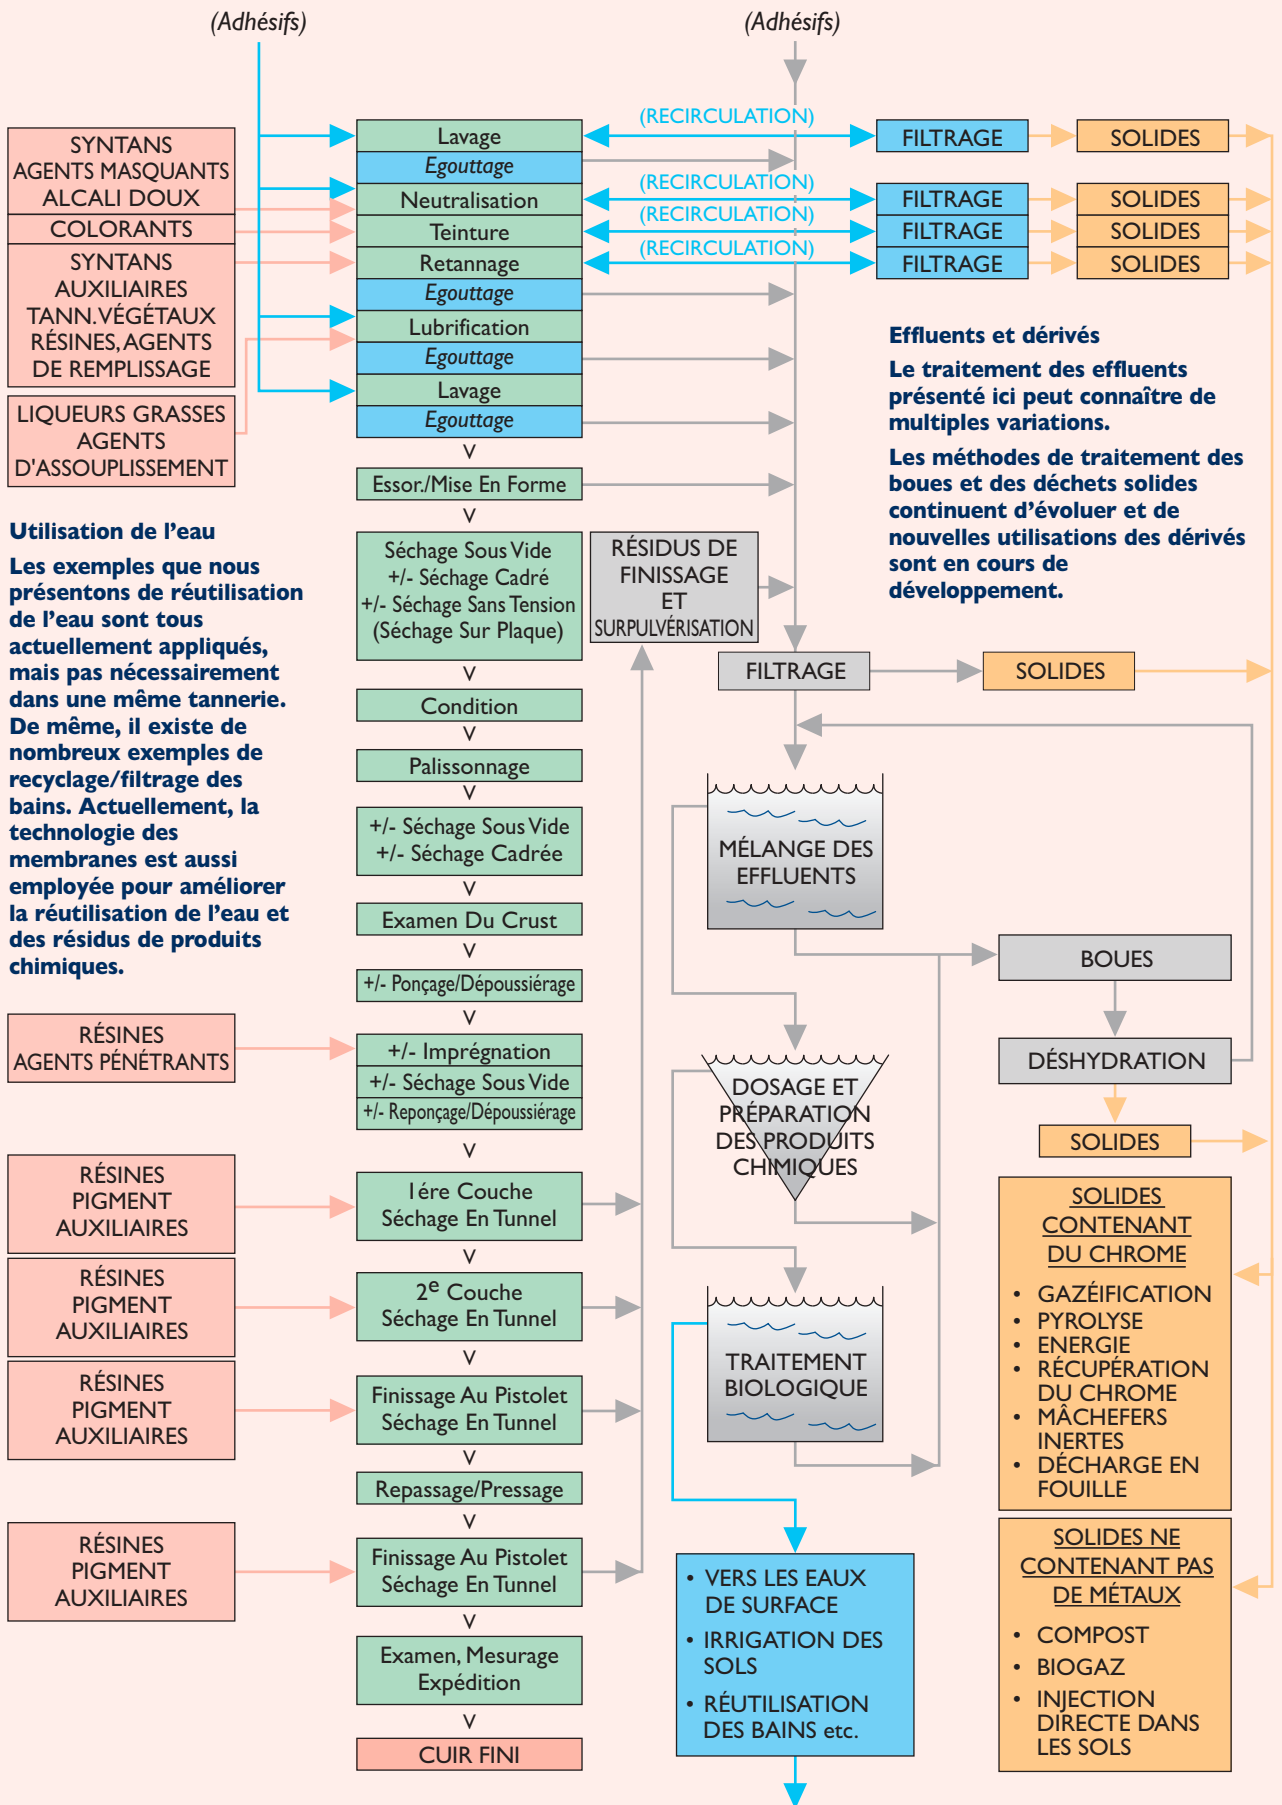 (Adhésifs)
(Adhésifs)
SYNTANS
AGENTS MASQUANTS
ALCALI DOUX
COLORANTS
SYNTANS
AUXILIAIRES
TANN.VÉGÉTAUX
RÉSINES, AGENTS
DE REMPLISSAGE
LIQUEURS GRASSES
AGENTS
D'ASSOUPLISSEMENT
Lavage
Egouttage
Neutralisation
Teinture
Retannage
Egouttage
Lubrification
Egouttage
Lavage
Egouttage
v
Essor./Mise En Forme
v
(RECIRCULATION)
(RECIRCULATION)
(RECIRCULATION)
(RECIRCULATION)
FILTRAGE
SOLIDES
FILTRAGE
SOLIDES
FILTRAGE
SOLIDES
FILTRAGE
SOLIDES
Effluents et dérivés
Le traitement des effluents
présenté ici peut connaître de
multiples variations.
Les méthodes de traitement des
boues et des déchets solides
continuent d'évoluer et de
nouvelles utilisations des dérivés
sont en cours de
développement.
Utilisation de l'eau
Les exemples que nous
présentons de réutilisation
de l'eau sont tous
actuellement appliqués,
mais pas nécessairement
dans une même tannerie.
De même, il existe de
nombreux exemples de
recyclage/filtrage des
bains. Actuellement, la
technologie des
membranes est aussi
employée pour améliorer
la réutilisation de l'eau et
des résidus de produits
chimiques.
Séchage Sous Vide
+/- Séchage Cadré
+/- Séchage Sans Tension
(Séchage Sur Plaque)
v
Condition
v
Palissonnage
v
+/- Séchage Sous Vide
+/- Séchage Cadrée
v
Examen Du Crust
v
+/- Ponçage/Dépoussiérage
v
RÉSINES
AGENTS PÉNÉTRANTS
+/- Imprégnation
+/- Séchage Sous Vide
+/- Reponçage/Dépoussiérage
v
RÉSINES
PIGMENT
AUXILIAIRES
1ére Couche
Séchage En Tunnel
v
RÉSINES
PIGMENT
AUXILIAIRES
2e Couche
Séchage En Tunnel
v
RÉSINES
PIGMENT
AUXILIAIRES
Finissage Au Pistolet
Séchage En Tunnel
v
Repassage/Pressage
v
RÉSINES
PIGMENT
AUXILIAIRES
Finissage Au Pistolet
Séchage En Tunnel
v
Examen, Mesurage
Expédition
v
CUIR FINI
RÉSIDUS DE
FINISSAGE
ET
SURPULVÉRISATION
FILTRAGE
SOLIDES
MÉLANGE DES
EFFLUENTS
BOUES
DÉSHYDRATION
SOLIDES
DOSAGE ET
PRÉPARATION
DES PRODUITS
CHIMIQUES
TRAITEMENT
BIOLOGIQUE
• VERS LES EAUX
DE SURFACE
• IRRIGATION DES
SOLS
• RÉUTILISATION
DES BAINS etc.
SOLIDES
CONTENANT
DU CHROME
• GAZÉIFICATION
• PYROLYSE
• ENERGIE
• RÉCUPÉRATION
DU CHROME
• MÂCHEFERS
INERTES
• DÉCHARGE EN
FOUILLE
SOLIDES NE
CONTENANT PAS
DE MÉTAUX
• COMPOST
• BIOGAZ
• INJECTION
DIRECTE DANS
LES SOLS